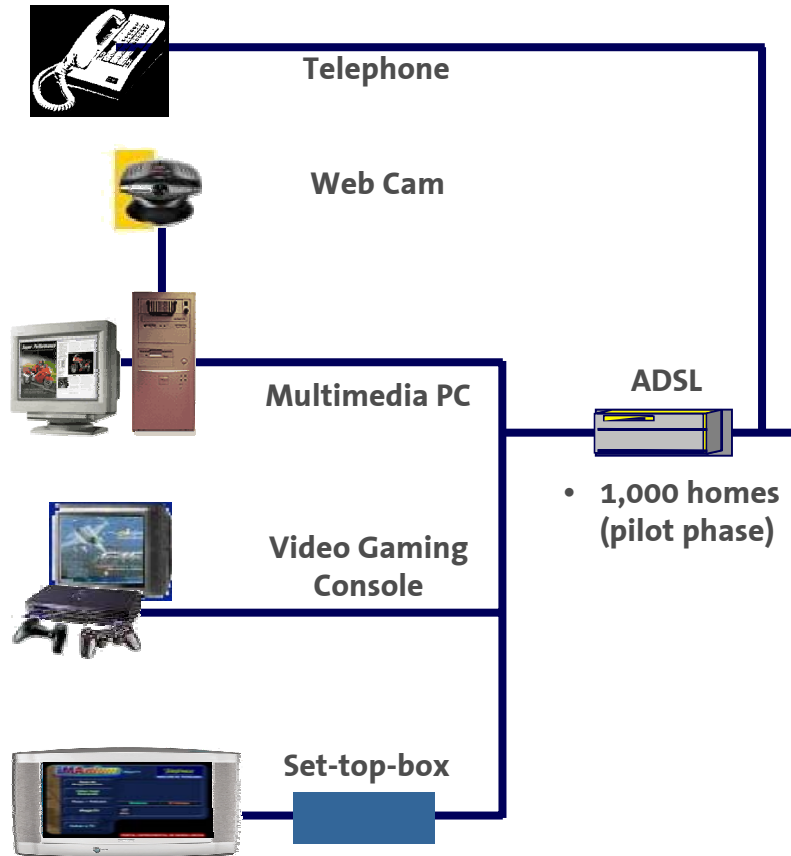 Telephone
Web Cam
Multimedia PC
ADSL
• 1,000 homes
(pilot phase)
Video Gaming
Console
Set-top-box